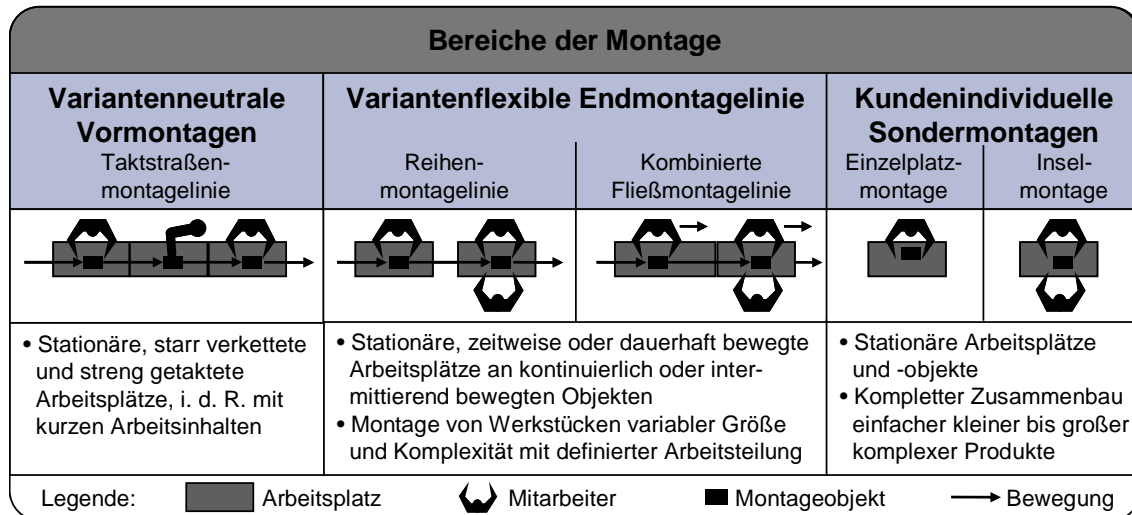 Bereiche der Montage
Variantenneutrale
Vormontagen
Taktstraßen-
montagelinie
Variantenflexible Endmontagelinie
Reihen-
montagelinie
Kombinierte
Fließmontagelinie
Kundenindividuelle
Sondermontagen
Einzelplatz-
montage
Insel-
montage
• Stationäre, starr verkettete
und streng getaktete
Arbeitsplätze, i. d. R. mit
kurzen Arbeitsinhalten
• Stationäre, zeitweise oder dauerhaft bewegte
Arbeitsplätze an kontinuierlich oder inter-
mittierend bewegten Objekten
• Montage von Werkstücken variabler Größe
und Komplexität mit definierter Arbeitsteilung
• Stationäre Arbeitsplätze
und -objekte
• Kompletter Zusammenbau
einfacher kleiner bis großer
komplexer Produkte
Legende: Arbeitsplatz Mitarbeiter Montageobjekt Bewegung